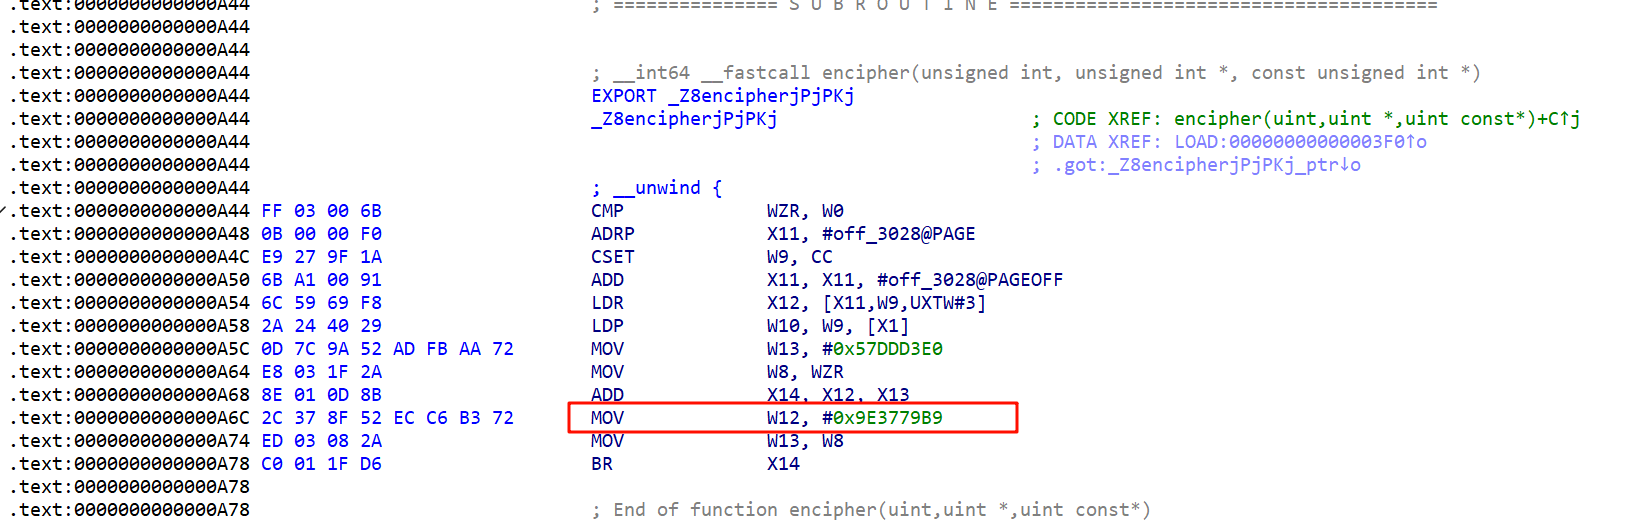 .text:0000000000000A44 ; =============== S U B R O U T I N E =======================================
.text:0000000000000A44
.text:0000000000000A44
.text:0000000000000A44 ; __int64 __fastcall encipher(unsigned int, unsigned int *, const unsigned int *)
.text:0000000000000A44 EXPORT _Z8encipherjPjPKj
.text:0000000000000A44 _Z8encipherjPjPKj ; CODE XREF: encipher(uint,uint *,uint const*)+C↑j
.text:0000000000000A44 ; DATA XREF: LOAD:00000000000003F0↑o
.text:0000000000000A44 ; .got:_Z8encipherjPjPKj_ptr↓o
.text:0000000000000A44 ; __unwind {
.text:0000000000000A44 FF 03 00 6B CMP WZR, W0
.text:0000000000000A48 0B 00 00 F0 ADRP X11, #off_3028@PAGE
.text:0000000000000A4C E9 27 9F 1A CSET W9, CC
.text:0000000000000A50 6B A1 00 91 ADD X11, X11, #off_3028@PAGEOFF
.text:0000000000000A54 6C 59 69 F8 LDR X12, [X11,W9,UXTW#3]
.text:0000000000000A58 2A 24 40 29 LDP W10, W9, [X1]
.text:0000000000000A5C 0D 7C 9A 52 AD FB AA 72 MOV W13, #0x57DDD3E0
.text:0000000000000A64 E8 03 1F 2A MOV W8, WZR
.text:0000000000000A68 8E 01 0D 8B ADD X14, X12, X13
.text:0000000000000A6C 2C 37 8F 52 EC C6 B3 72 MOV W12, #0x9E3779B9
.text:0000000000000A74 ED 03 08 2A MOV W13, W8
.text:0000000000000A78 C0 01 1F D6 BR X14
.text:0000000000000A78
.text:0000000000000A78 ; End of function encipher(uint,uint *,uint const*)